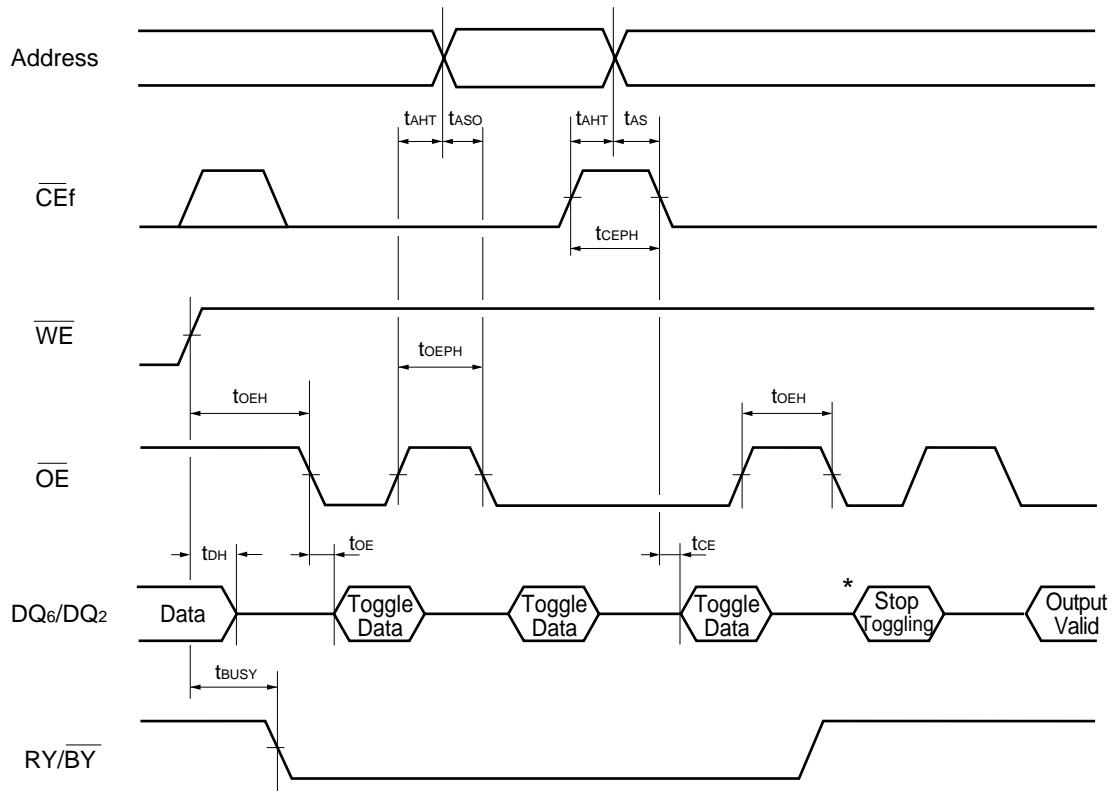 Address
tAHT tASO tAHT tAS
CEf
tCEPH
WE
tOEPH
tOEH tOEH
OE
tDH tOE tCE
DQ6/DQ2 Data Toggle Data Toggle Data Toggle Data * Stop Toggling Output Valid
tBUSY
RY/BY